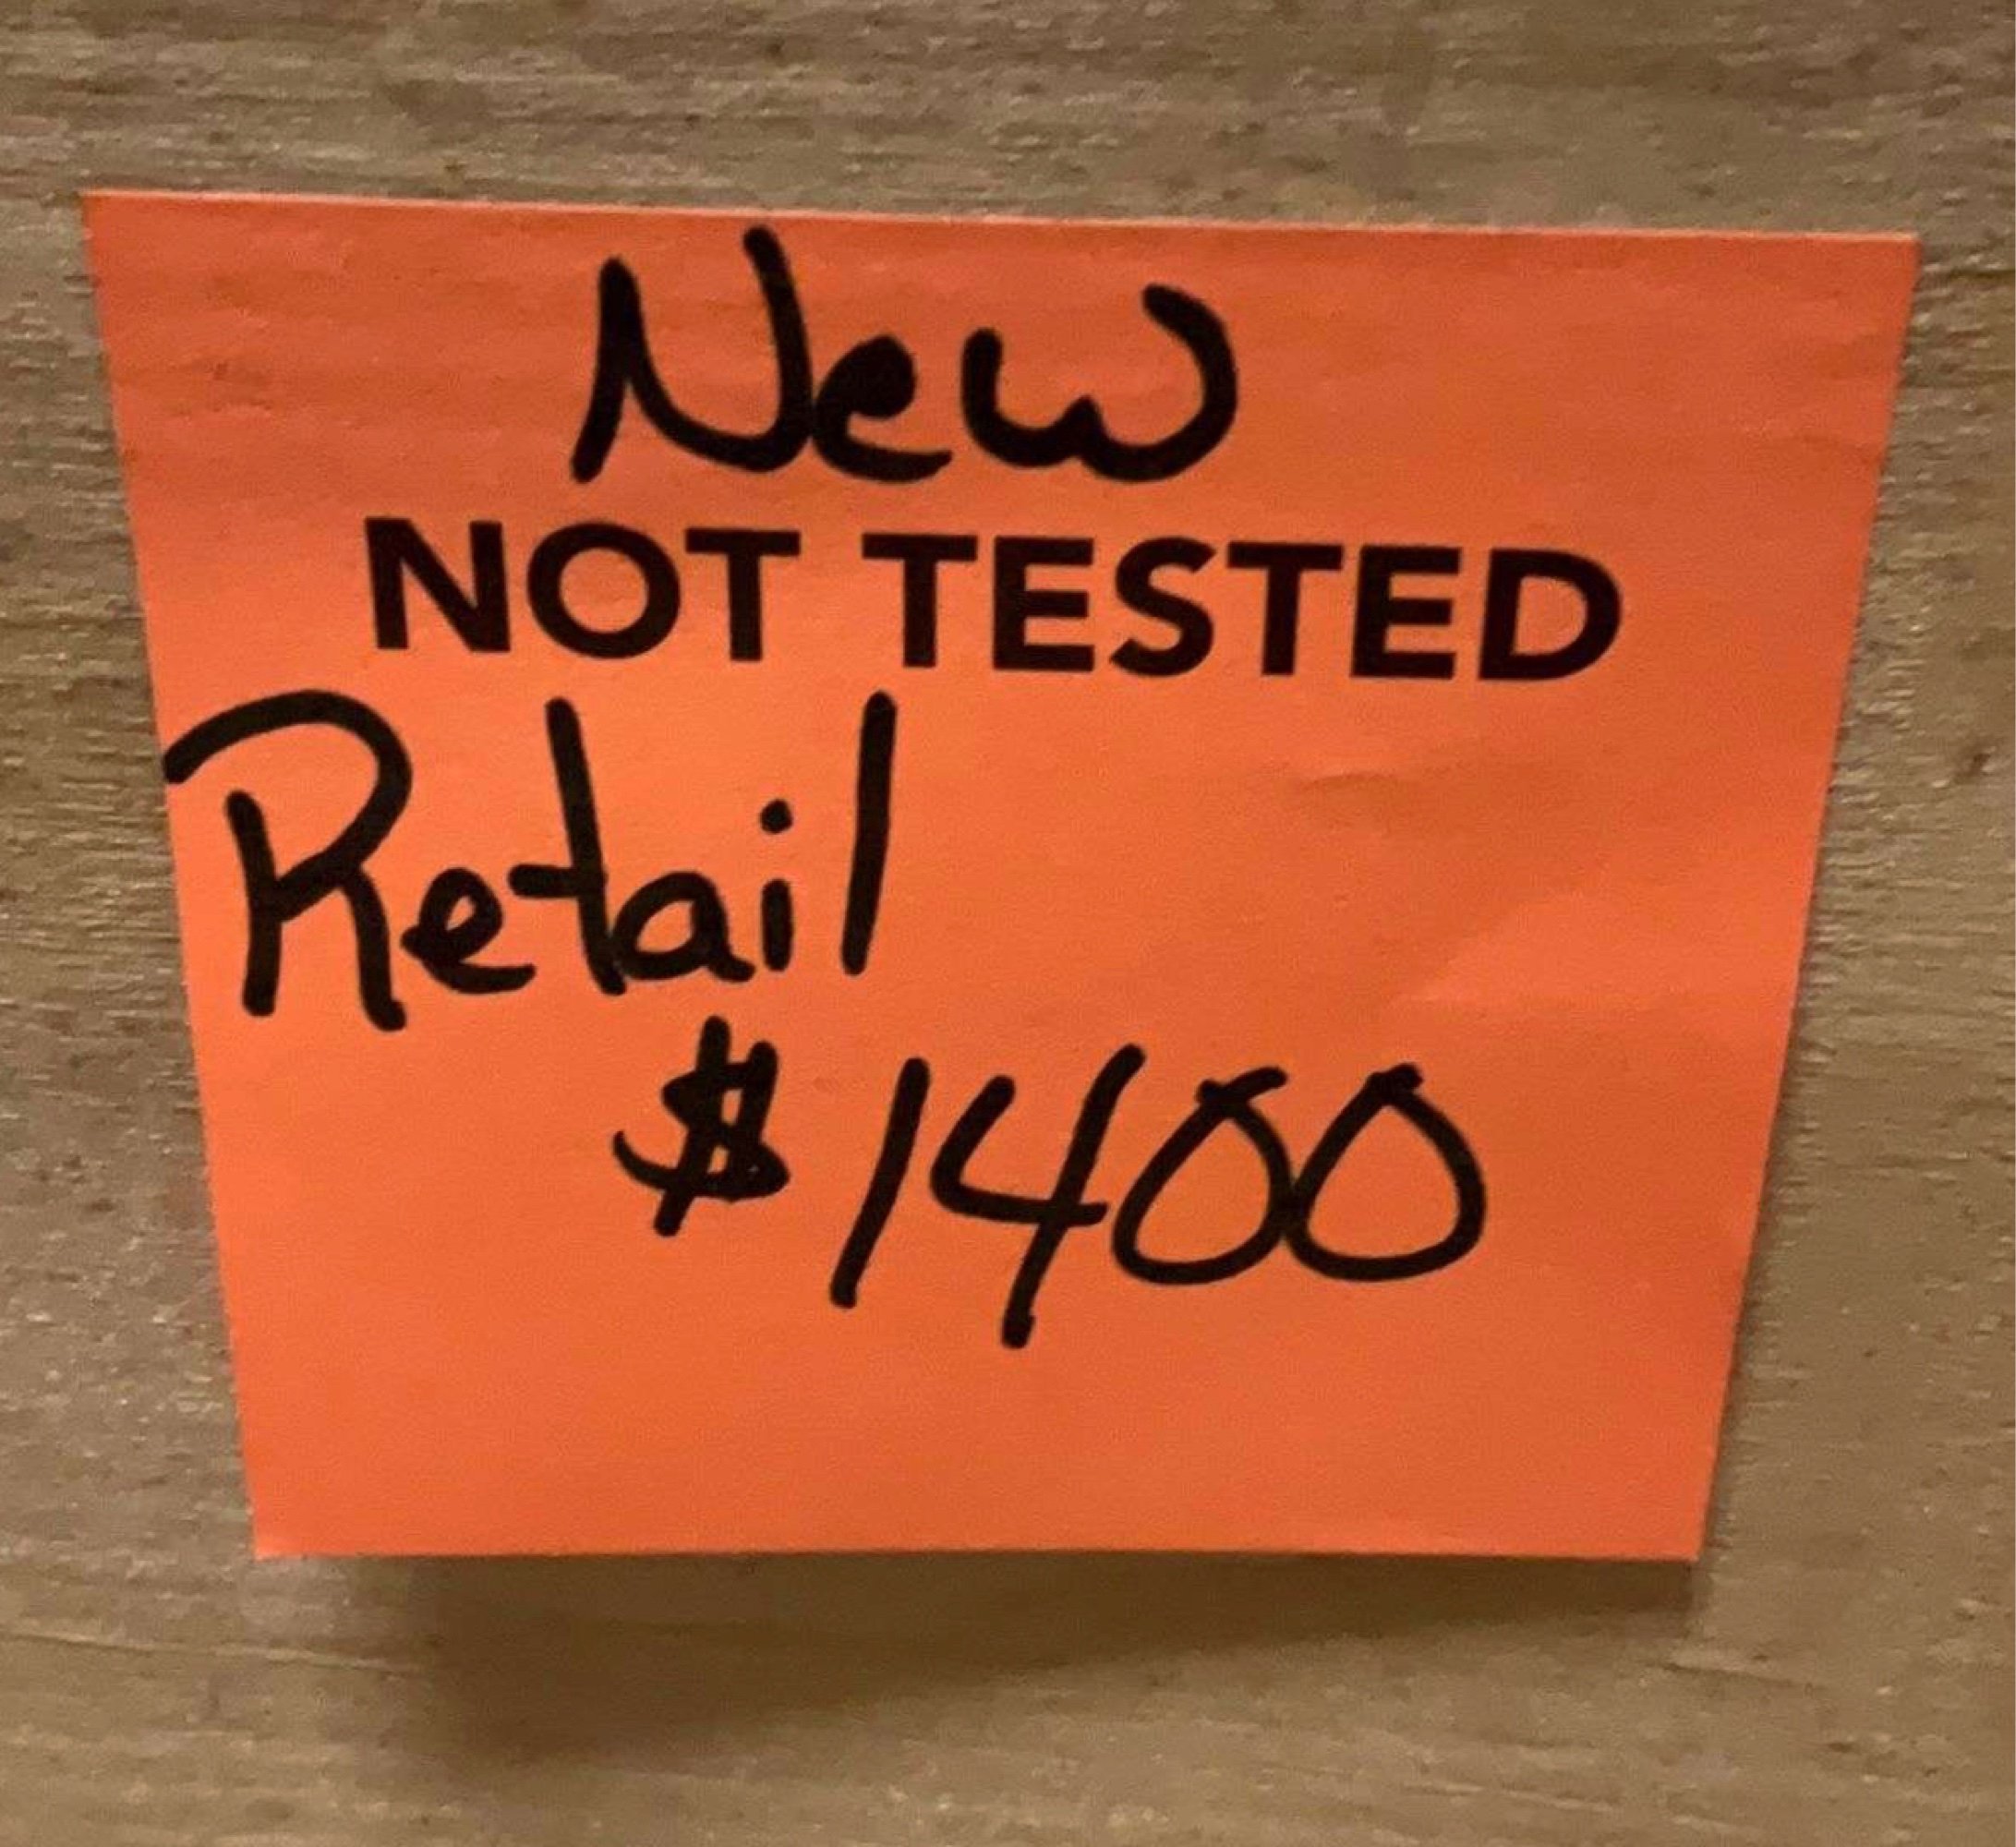 New
NOT TESTED
Retail
$1400